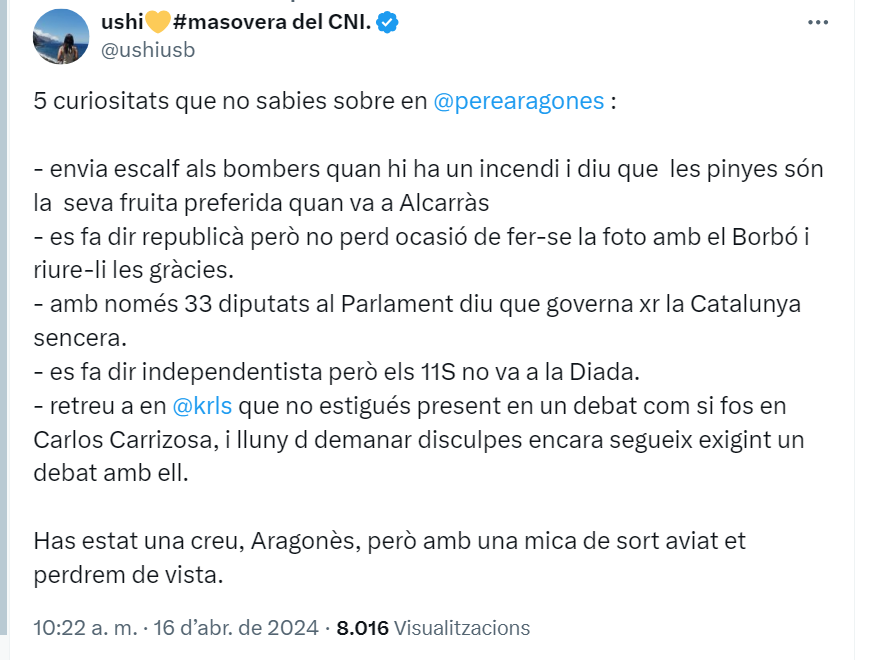 ushi💛#masovera del CNI.
@ushiusb
5 curiositats que no sabies sobre en @perearagones :
- envia escalf als bombers quan hi ha un incendi i diu que  les pinyes són
la  seva fruita preferida quan va a Alcarràs
- es fa dir republicà però no perd ocasió de fer-se la foto amb el Borbó i
riure-li les gràcies.
- amb només 33 diputats al Parlament diu que governa xr la Catalunya
sencera.
- es fa dir independentista però els 11S no va a la Diada.
- retreu a en @krls que no estigués present en un debat com si fos en
Carlos Carrizosa, i lluny d demanar disculpes encara segueix exigint un
debat amb ell.
Has estat una creu, Aragonès, però amb una mica de sort aviat et
perdrem de vista.
10:22 a. m. · 16 d’abr. de 2024 · 8.016 Visualitzacions